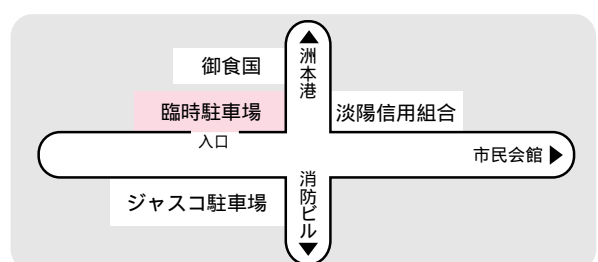 ▲
洲本港
御食国
臨時駐車場
淡陽信用組合
入口
市民会館▶
ジャスコ駐車場
消防ビル
▼